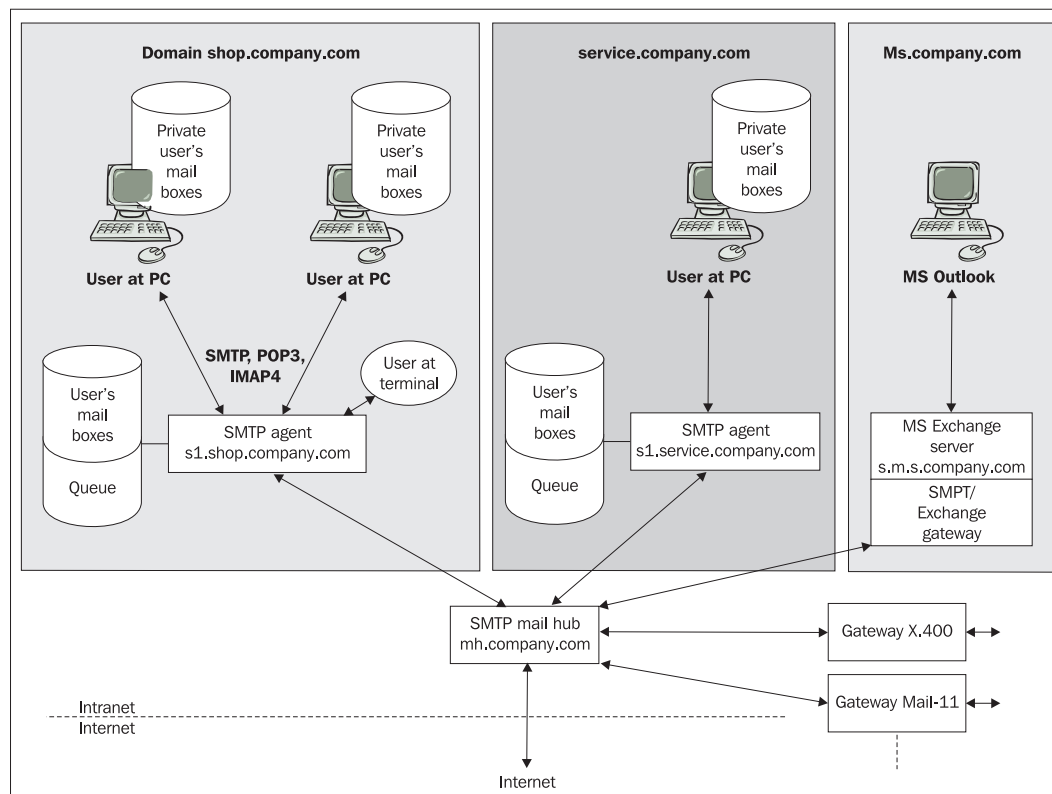 Domain shop.company.com
service.company.com
Ms.company.com
Private
user's
mail
boxes
Private
user's
mail
boxes
Private
user's
mail
boxes
User at PC
User at PC
User at PC
MS Outlook
SMTP, POP3,
IMAP4
User at
terminal
User's
mail
boxes
Queue
SMTP agent
s1.shop.company.com
User's
mail
boxes
Queue
SMTP agent
s1.service.company.com
MS Exchange
server
s.m.s.company.com
SMPT/
Exchange
gateway
SMTP mail hub
mh.company.com
Gateway X.400
Gateway Mail-11
Intranet
Internet
Internet